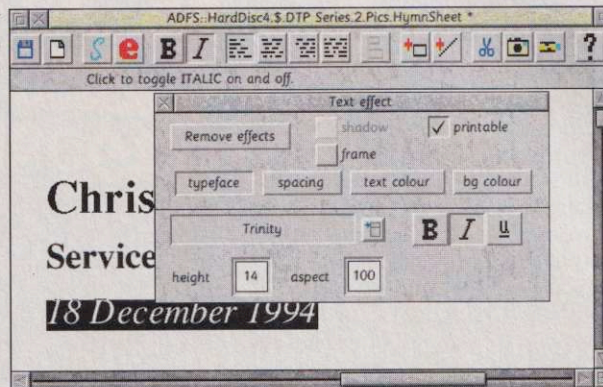 ADFS::HardDisc4.$.DTP Series.2.Pics.HymnSheet *
S e B I ?
Click to toggle ITALIC on and off.
Text effect
Remove effects
shadow
printable
frame
typeface spacing text colour bg colour
Chris
Trinity B I U
Service
height 14 aspect 100
18 December 1994